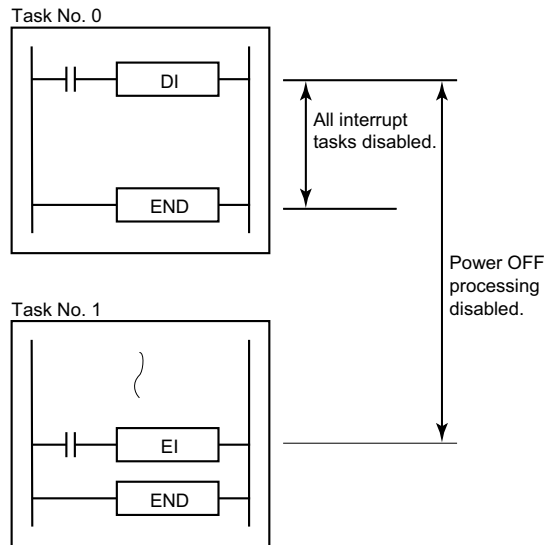 Task No. 0
DI
All interrupt
tasks disabled.
END
Power OFF
processing
disabled.
Task No. 1
EI
END